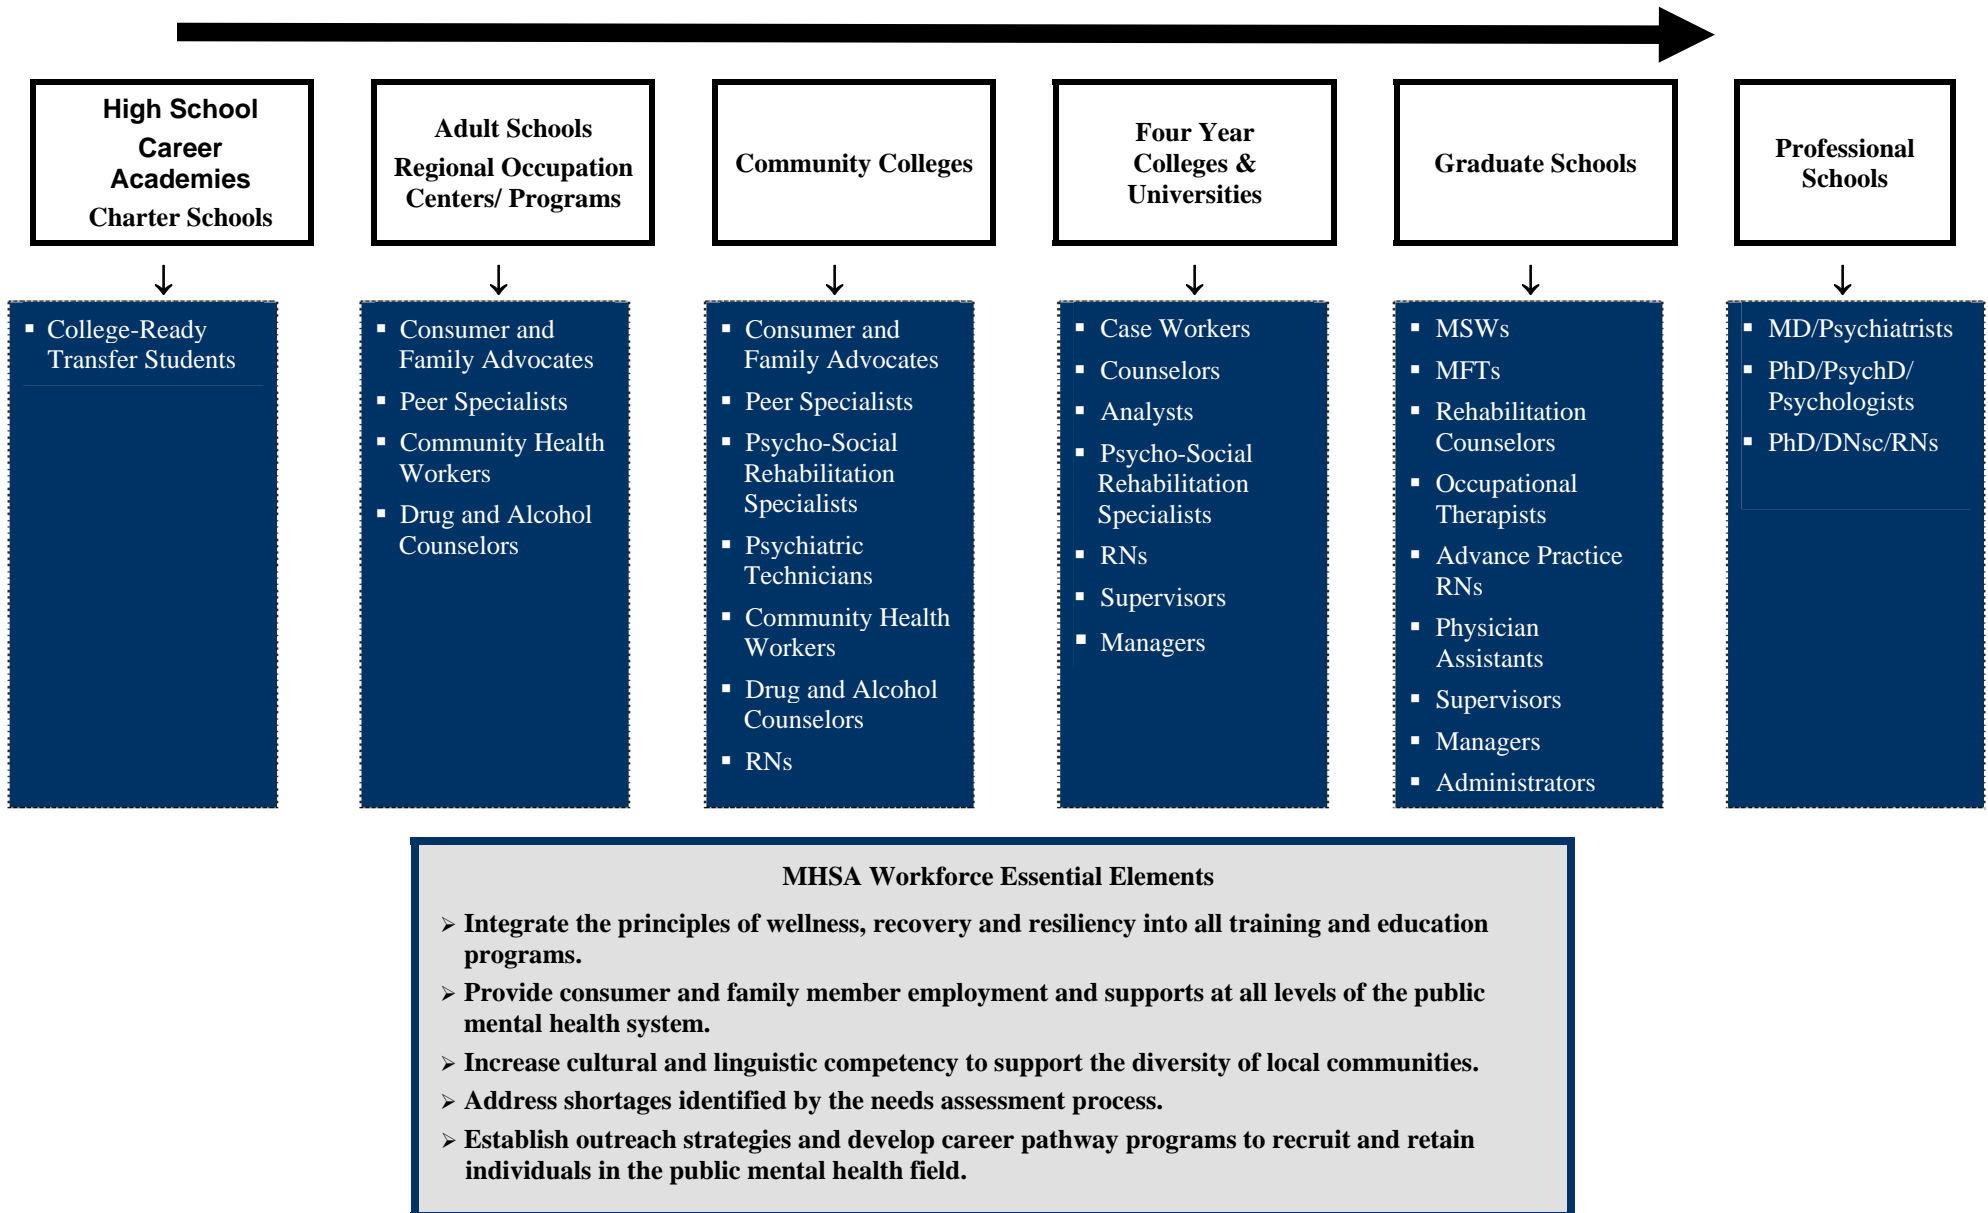 High School
Career
Academies
Charter Schools
Adult Schools
Regional Occupation
Centers/ Programs
Community Colleges
Four Year
Colleges &
Universities
Graduate Schools
Professional
Schools
▪ College-Ready
Transfer Students
▪ Consumer and
Family Advocates
▪ Peer Specialists
▪ Community Health
Workers
▪ Drug and Alcohol
Counselors
▪ Consumer and
Family Advocates
▪ Peer Specialists
▪ Psycho-Social
Rehabilitation
Specialists
▪ Psychiatric
Technicians
▪ Community Health
Workers
▪ Drug and Alcohol
Counselors
▪ RNs
▪ Case Workers
▪ Counselors
▪ Analysts
▪ Psycho-Social
Rehabilitation
Specialists
▪ RNs
▪ Supervisors
▪ Managers
▪ MSWs
▪ MFTs
▪ Rehabilitation
Counselors
▪ Occupational
Therapists
▪ Advance Practice
RNs
▪ Physician
Assistants
▪ Supervisors
▪ Managers
▪ Administrators
▪ MD/Psychiatrists
▪ PhD/PsychD/
Psychologists
▪ PhD/DNsc/RNs
MHSA Workforce Essential Elements
➢ Integrate the principles of wellness, recovery and resiliency into all training and education
programs.
➢ Provide consumer and family member employment and supports at all levels of the public
mental health system.
➢ Increase cultural and linguistic competency to support the diversity of local communities.
➢ Address shortages identified by the needs assessment process.
➢ Establish outreach strategies and develop career pathway programs to recruit and retain
individuals in the public mental health field.